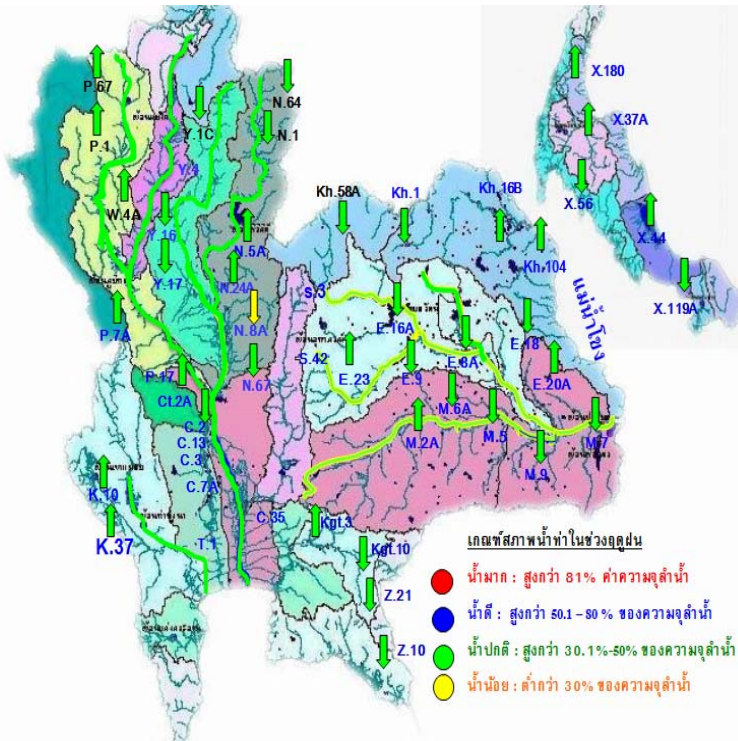 P.67
N.64
P.1
Y.1C
N.1
Y.4
W.4A
Y.16
N.5A
Y.17
N.24A
P.7A
N.8A
P.17
N.67
Ct.2A
C.2
C.13
C.3
C.7A
C.35
K.10
K.37
T.1
Kh.58A
Kh.1
Kh.16B
Kh.104
แม่น้ำโขง
S.3
E.16A
E.18
S.42
E.8A
E.23
E.9
E.20A
M.6A
M.2A
M.5
M.7
M.9
Kgt.3
Kgt.10
Z.21
Z.10
X.180
X.37A
X.56
X.44
X.119A
เกณฑ์สภาพน้ำท่าในช่วงฤดูฝน
น้ำมาก : สูงกว่า 81% ค่าความจุลำน้ำ
น้ำดี : สูงกว่า 50.1 - 80 % ของความจุลำน้ำ
น้ำปกติ : สูงกว่า 30.1%-50% ของความจุลำน้ำ
น้ำน้อย : ต่ำกว่า 30% ของความจุลำน้ำ